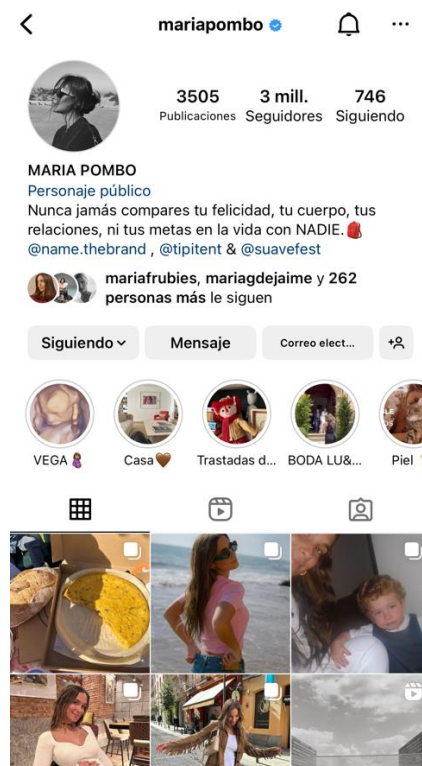 mariapombo
3505 3 mill. 746
Publicaciones Seguidores Siguiendo
MARIA POMBO
Personaje público
Nunca jamás compares tu felicidad, tu cuerpo, tus
relaciones, ni tus metas en la vida con NADIE.🎒
@name.thebrand , @tipitent & @suavefest
mariafrubies, mariagdejaime y 262
personas más le siguen
Siguiendo Mensaje Correo elect...
VEGA🤰 Casa🤎 Trastadas d... BODA LU&... Piel